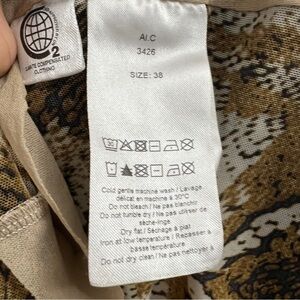 2
CLIMATE COMPENSATED
CLOTHING
Al.C
3426
SIZE: 38
Cold gentle machine wash / Lavage
délicat en machine à 30°C
Do not bleach / Ne pas blanchir
Do not tumble dry / Ne pas utiliser de
sèche-linge
Dry flat / Séchage à plat
Iron at low temperature / Repasser à
basse température
Do not dry clean / Ne pas nettoyer à